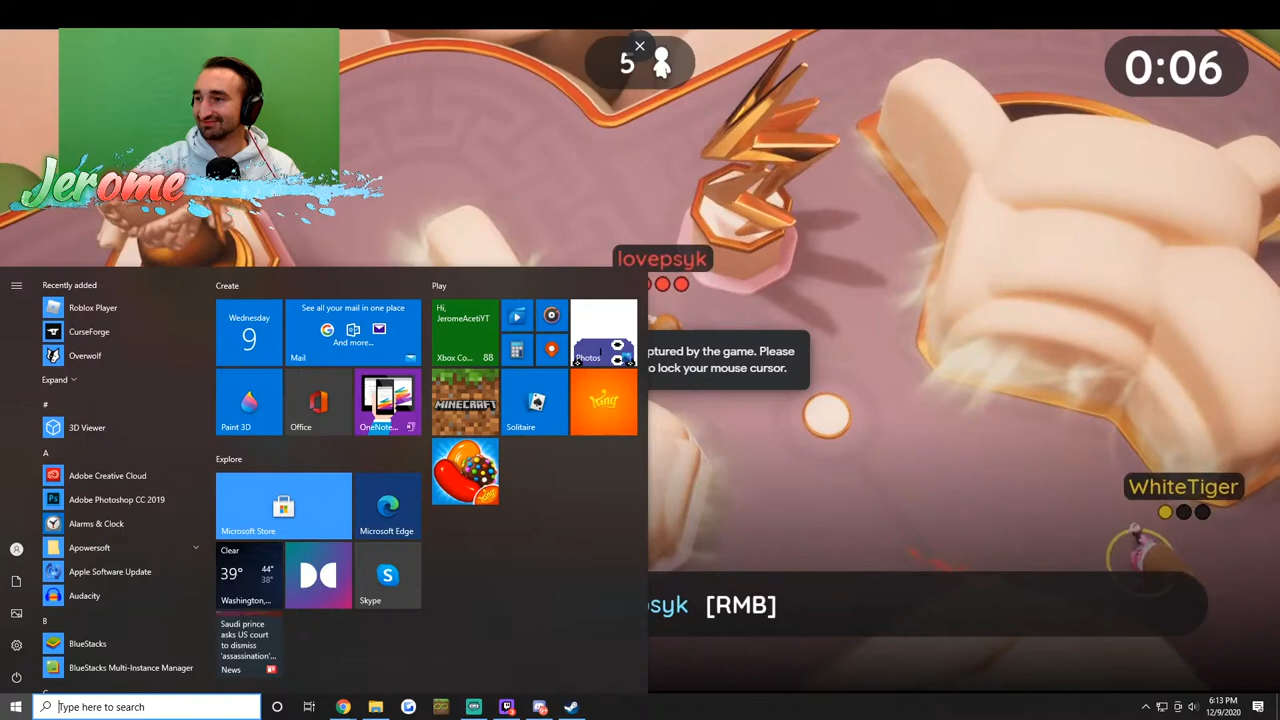 5
0:06
Jerome
lovepsyk
ptured by the game. Please
to lock your mouse cursor.
WhiteTiger
syk [RMB]
Recently added
Roblox Player
CurseForge
Overwolf
Expand
#
3D Viewer
A
Adobe Creative Cloud
Adobe Photoshop CC 2019
Alarms & Clock
Apowersoft
Apple Software Update
Audacity
B
BlueStacks
BlueStacks Multi-Instance Manager
Create
Wednesday
9
See all your mail in one place
And more...
Mail
Paint 3D
Office
OneNote...
Explore
Microsoft Store
Microsoft Edge
Clear
39° 44°
38°
Washington,...
Skype
Saudi prince
asks US court
to dismiss
'assassination'...
News
Play
Hi,
JeromeAcetiYT
Xbox Co... 88
Photos
MINECRAFT
Solitaire
King
Type here to search
6:13 PM
12/9/2020